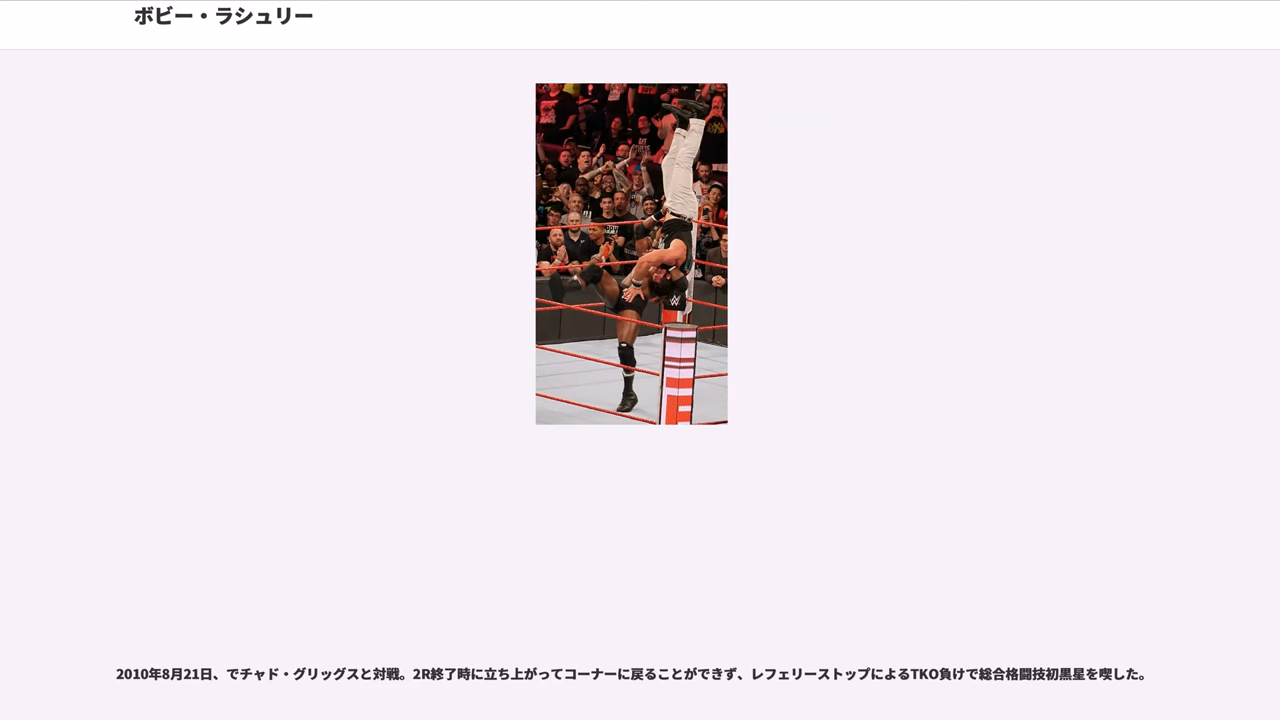 ボビー・ラシュリー
2010年8月21日、でチャド・グリッグスと対戦。2R終了時に立ち上がってコーナーに戻ることができず、レフェリーストップによるTKO負けで総合格闘技初黒星を喫した。